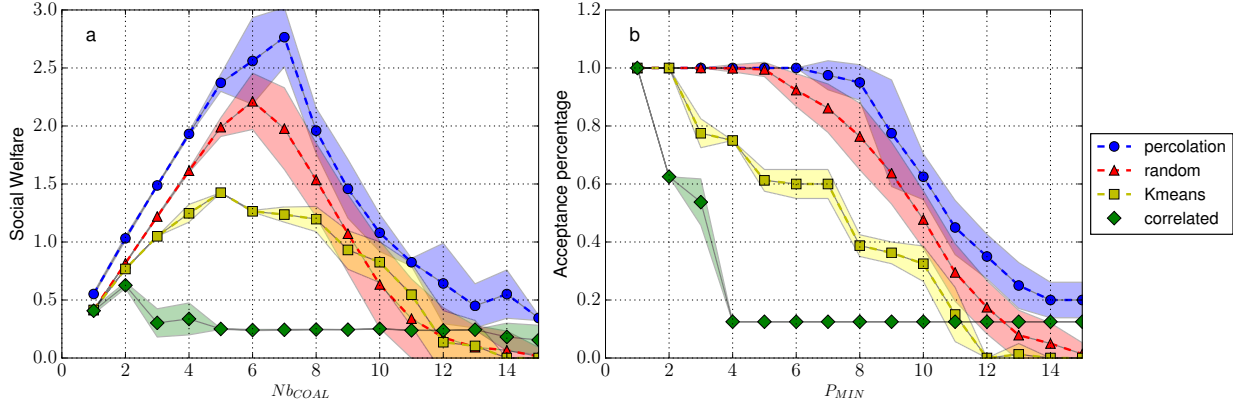 a
3.0
2.5
2.0
1.5
1.0
0.5
0.0
Social Welfare
0 2 4 6 8 10 12 14
Nb_COAL
b
1.2
1.0
0.8
0.6
0.4
0.2
0.0
Acceptance percentage
0 2 4 6 8 10 12 14
P_MIN
percolation
random
Kmeans
correlated